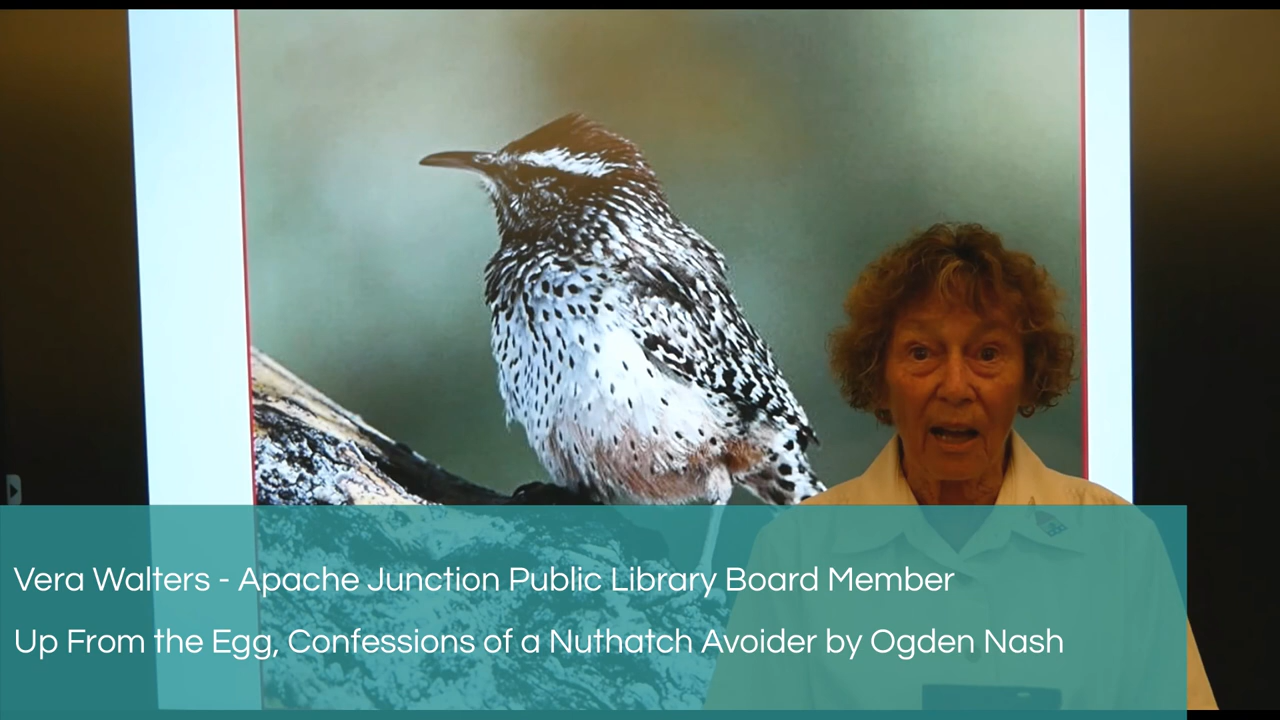 Vera Walters - Apache Junction Public Library Board Member
Up From the Egg, Confessions of a Nuthatch Avoider by Ogden Nash